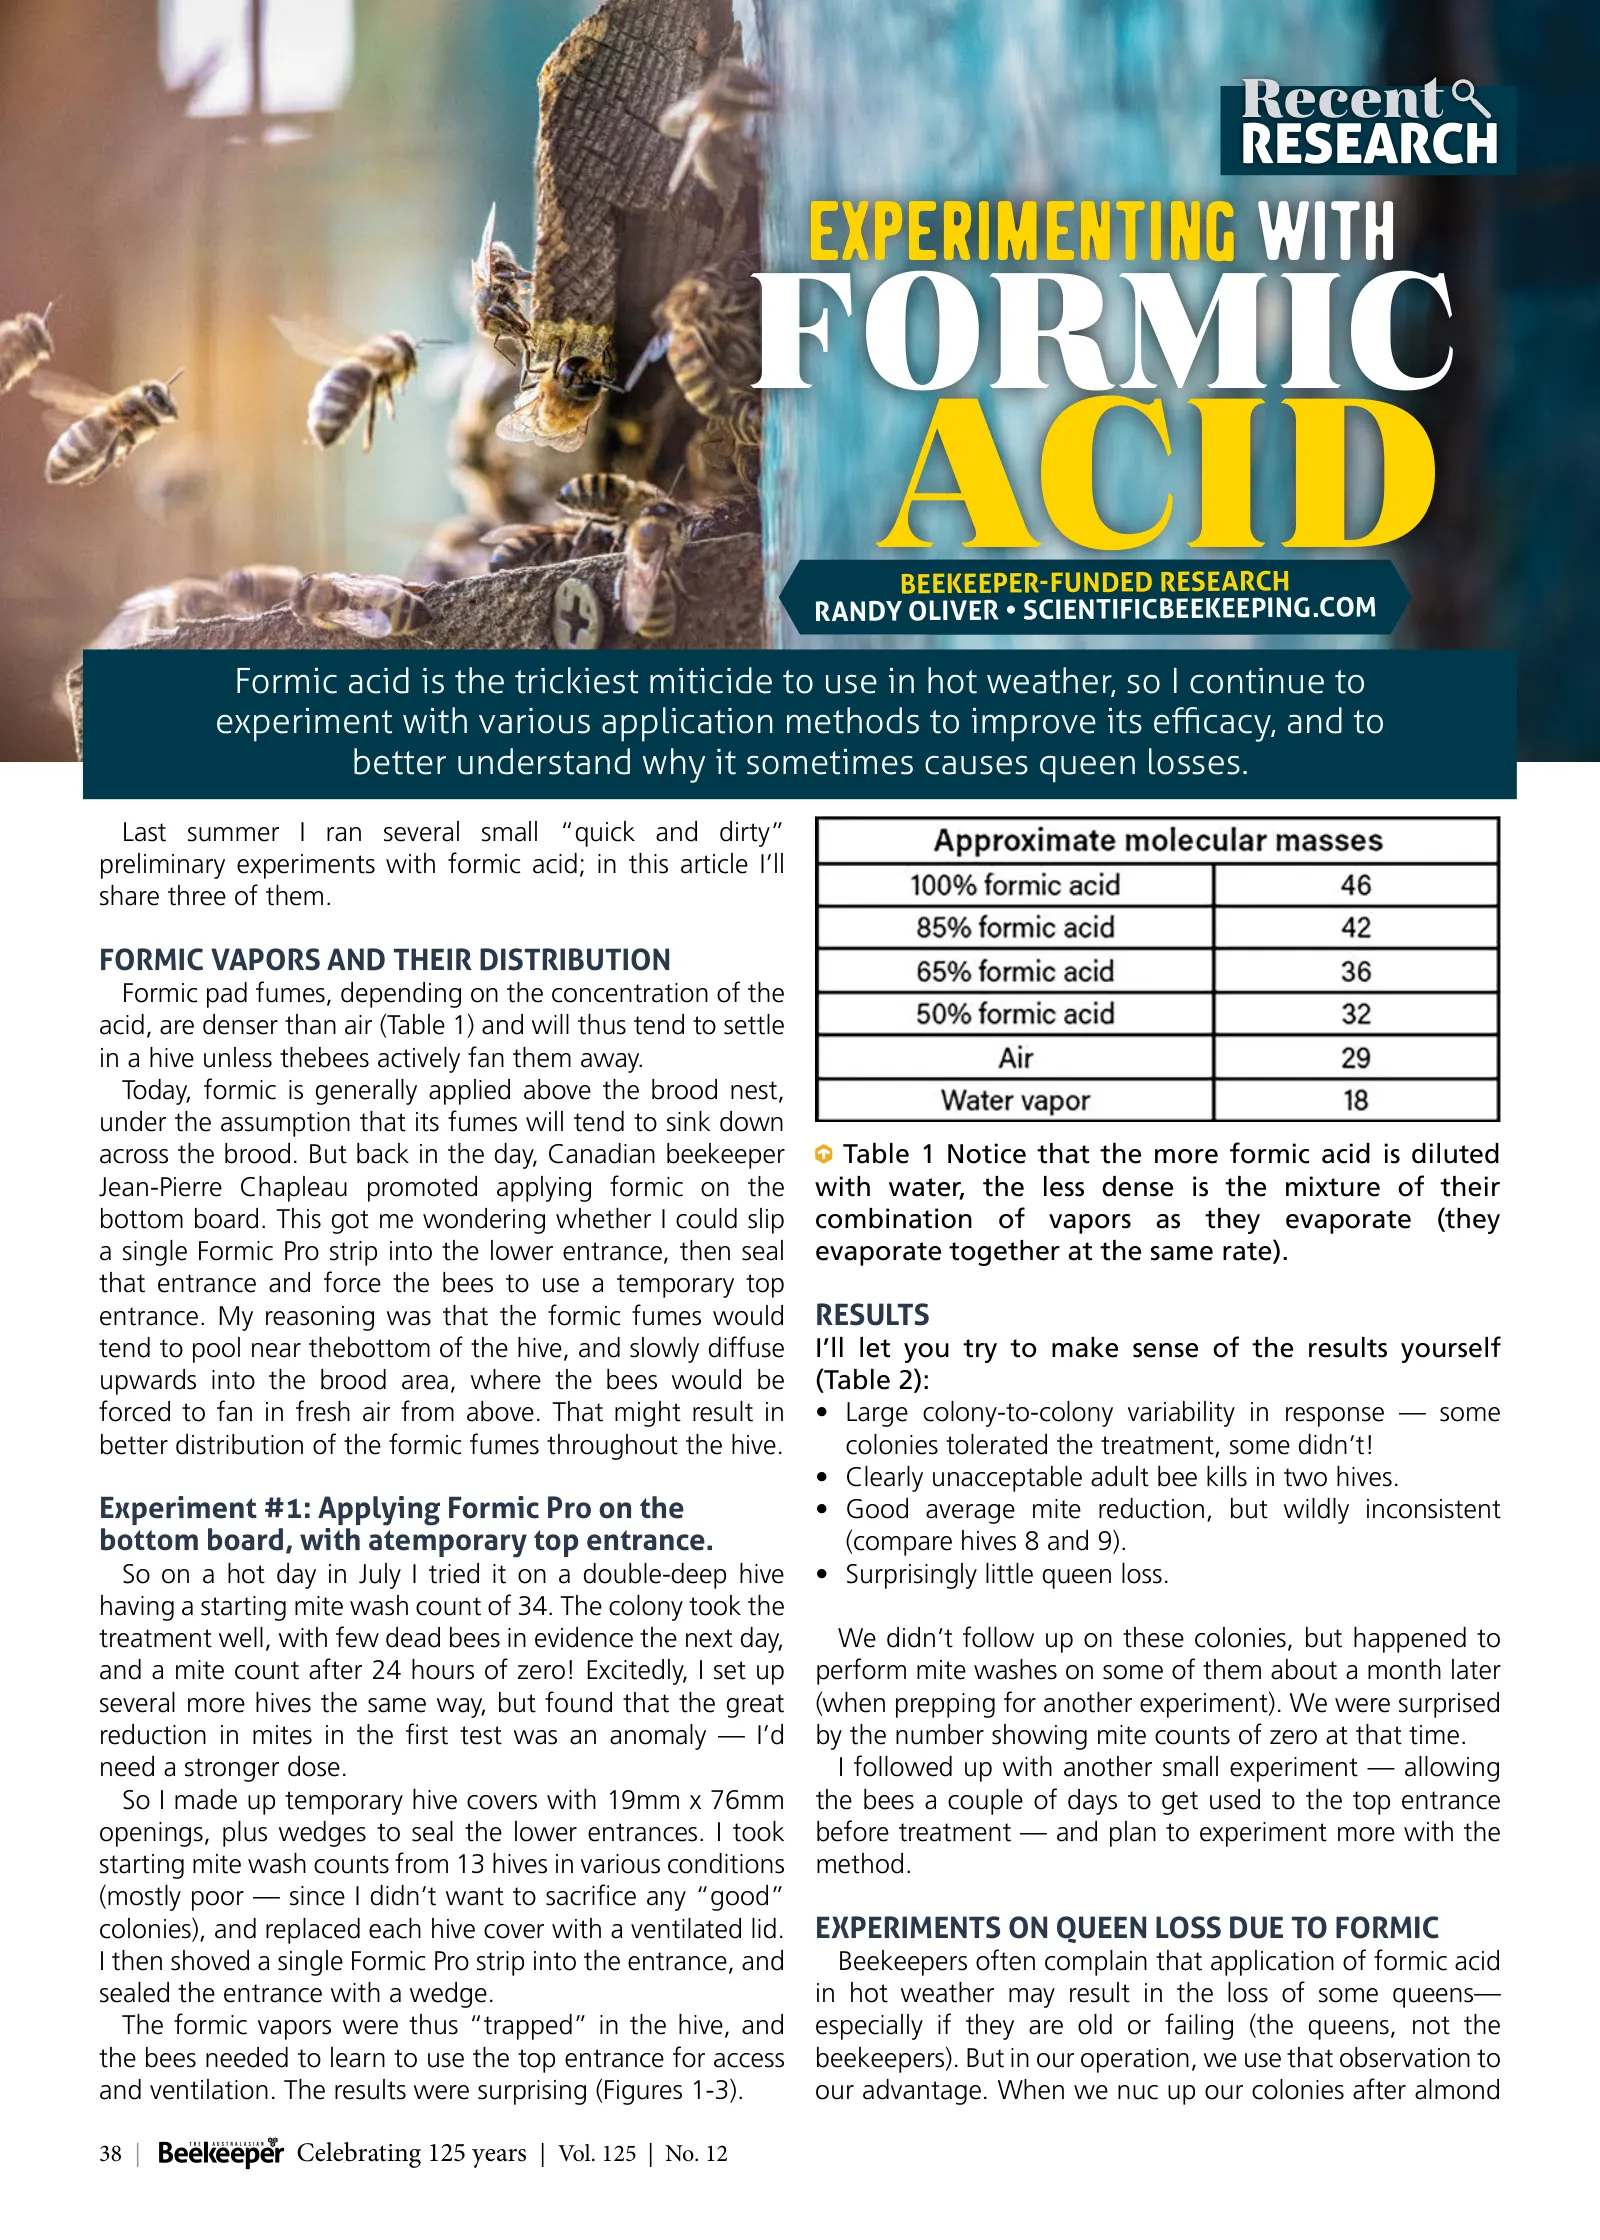 Recent
RESEARCH
EXPERIMENTING WITH
FORMIC
ACID
BEEKEEPER-FUNDED RESEARCH
RANDY OLIVER • SCIENTIFICBEEKEEPING.COM
Formic acid is the trickiest miticide to use in hot weather, so I continue to
experiment with various application methods to improve its efficacy, and to
better understand why it sometimes causes queen losses.
Last summer I ran several small “quick and dirty”
preliminary experiments with formic acid; in this article I’ll
share three of them.
FORMIC VAPORS AND THEIR DISTRIBUTION
Formic pad fumes, depending on the concentration of the
acid, are denser than air (Table 1) and will thus tend to settle
in a hive unless thebees actively fan them away.
Today, formic is generally applied above the brood nest,
under the assumption that its fumes will tend to sink down
across the brood. But back in the day, Canadian beekeeper
Jean-Pierre Chapleau promoted applying formic on the
bottom board. This got me wondering whether I could slip
a single Formic Pro strip into the lower entrance, then seal
that entrance and force the bees to use a temporary top
entrance. My reasoning was that the formic fumes would
tend to pool near thebottom of the hive, and slowly diffuse
upwards into the brood area, where the bees would be
forced to fan in fresh air from above. That might result in
better distribution of the formic fumes throughout the hive.
Experiment #1: Applying Formic Pro on the
bottom board, with atemporary top entrance.
So on a hot day in July I tried it on a double-deep hive
having a starting mite wash count of 34. The colony took the
treatment well, with few dead bees in evidence the next day,
and a mite count after 24 hours of zero! Excitedly, I set up
several more hives the same way, but found that the great
reduction in mites in the first test was an anomaly — I’d
need a stronger dose.
So I made up temporary hive covers with 19mm x 76mm
openings, plus wedges to seal the lower entrances. I took
starting mite wash counts from 13 hives in various conditions
(mostly poor — since I didn’t want to sacrifice any “good”
colonies), and replaced each hive cover with a ventilated lid.
I then shoved a single Formic Pro strip into the entrance, and
sealed the entrance with a wedge.
The formic vapors were thus “trapped” in the hive, and
the bees needed to learn to use the top entrance for access
and ventilation. The results were surprising (Figures 1-3).
Approximate molecular masses
100% formic acid 46
85% formic acid 42
65% formic acid 36
50% formic acid 32
Air 29
Water vapor 18
Table 1 Notice that the more formic acid is diluted
with water, the less dense is the mixture of their
combination of vapors as they evaporate (they
evaporate together at the same rate).
RESULTS
I’ll let you try to make sense of the results yourself
(Table 2):
• Large colony-to-colony variability in response — some
colonies tolerated the treatment, some didn’t!
• Clearly unacceptable adult bee kills in two hives.
• Good average mite reduction, but wildly inconsistent
(compare hives 8 and 9).
• Surprisingly little queen loss.
We didn’t follow up on these colonies, but happened to
perform mite washes on some of them about a month later
(when prepping for another experiment). We were surprised
by the number showing mite counts of zero at that time.
I followed up with another small experiment — allowing
the bees a couple of days to get used to the top entrance
before treatment — and plan to experiment more with the
method.
EXPERIMENTS ON QUEEN LOSS DUE TO FORMIC
Beekeepers often complain that application of formic acid
in hot weather may result in the loss of some queens—
especially if they are old or failing (the queens, not the
beekeepers). But in our operation, we use that observation to
our advantage. When we nuc up our colonies after almond
38 | THE AUSTRALASIAN Beekeeper Celebrating 125 years | Vol. 125 | No. 12